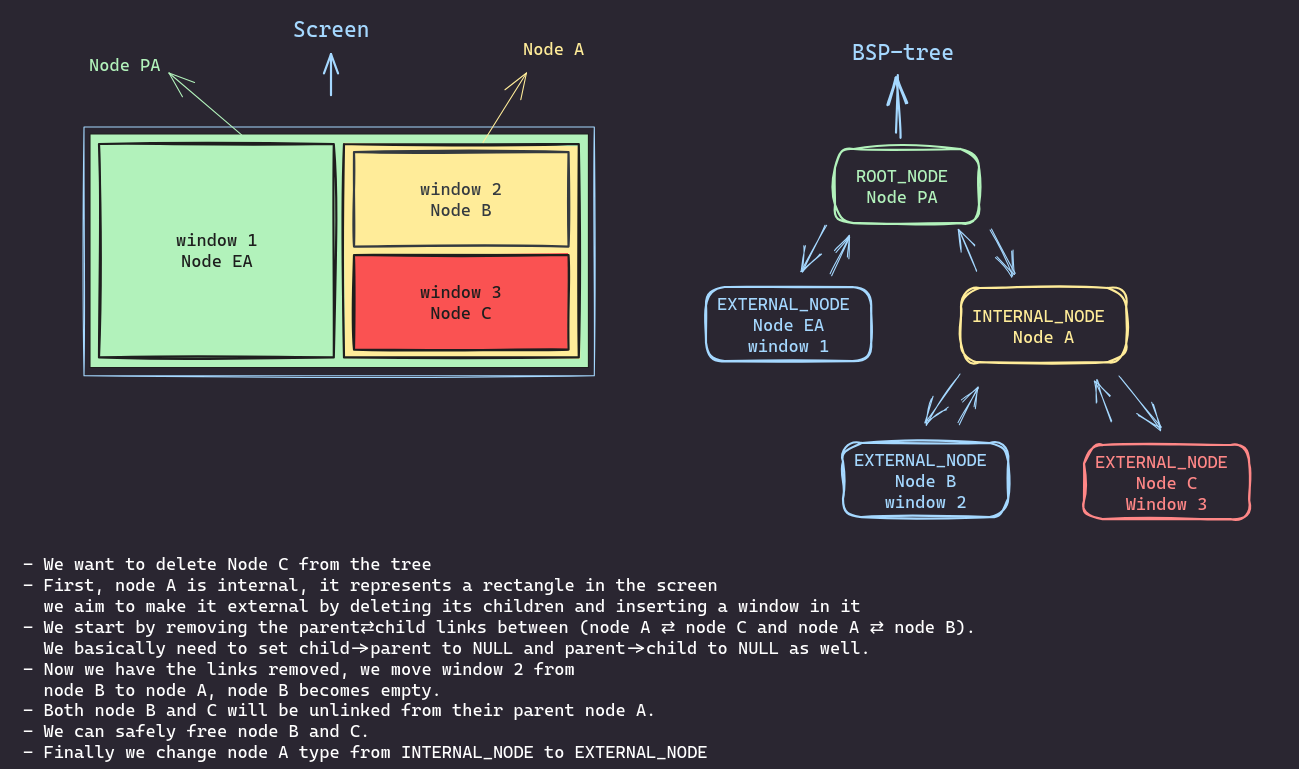 Screen
Node PA
Node A
window 1
Node EA
window 2
Node B
window 3
Node C
BSP-tree
ROOT_NODE
Node PA
EXTERNAL_NODE
Node EA
window 1
INTERNAL_NODE
Node A
EXTERNAL_NODE
Node B
window 2
EXTERNAL_NODE
Node C
Window 3
- We want to delete Node C from the tree
- First, node A is internal, it represents a rectangle in the screen
we aim to make it external by deleting its children and inserting a window in it
- We start by removing the parent⇄child links between (node A ⇄ node C and node A ⇄ node B).
We basically need to set child->parent to NULL and parent->child to NULL as well.
- Now we have the links removed, we move window 2 from
node B to node A, node B becomes empty.
- Both node B and C will be unlinked from their parent node A.
- We can safely free node B and C.
- Finally we change node A type from INTERNAL_NODE to EXTERNAL_NODE